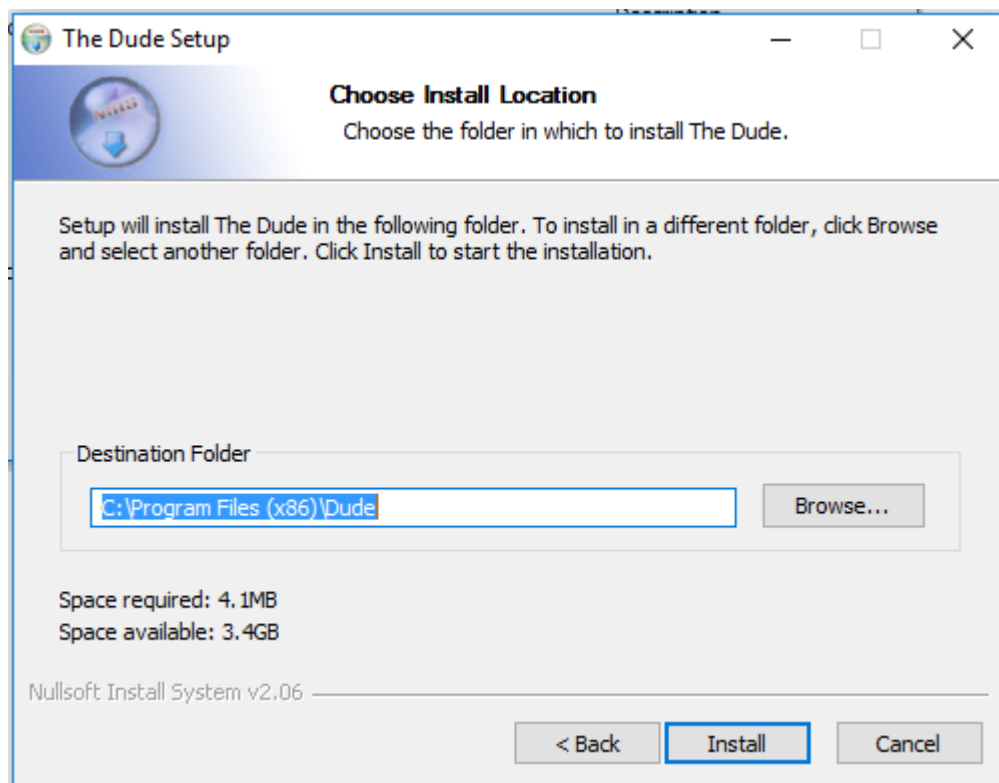 The Dude Setup
Choose Install Location
Choose the folder in which to install The Dude.
Setup will install The Dude in the following folder. To install in a different folder, click Browse
and select another folder. Click Install to start the installation.
Destination Folder
C:\Program Files (x86)\Dude
Browse...
Space required: 4.1MB
Space available: 3.4GB
Nullsoft Install System v2.06
< Back
Install
Cancel